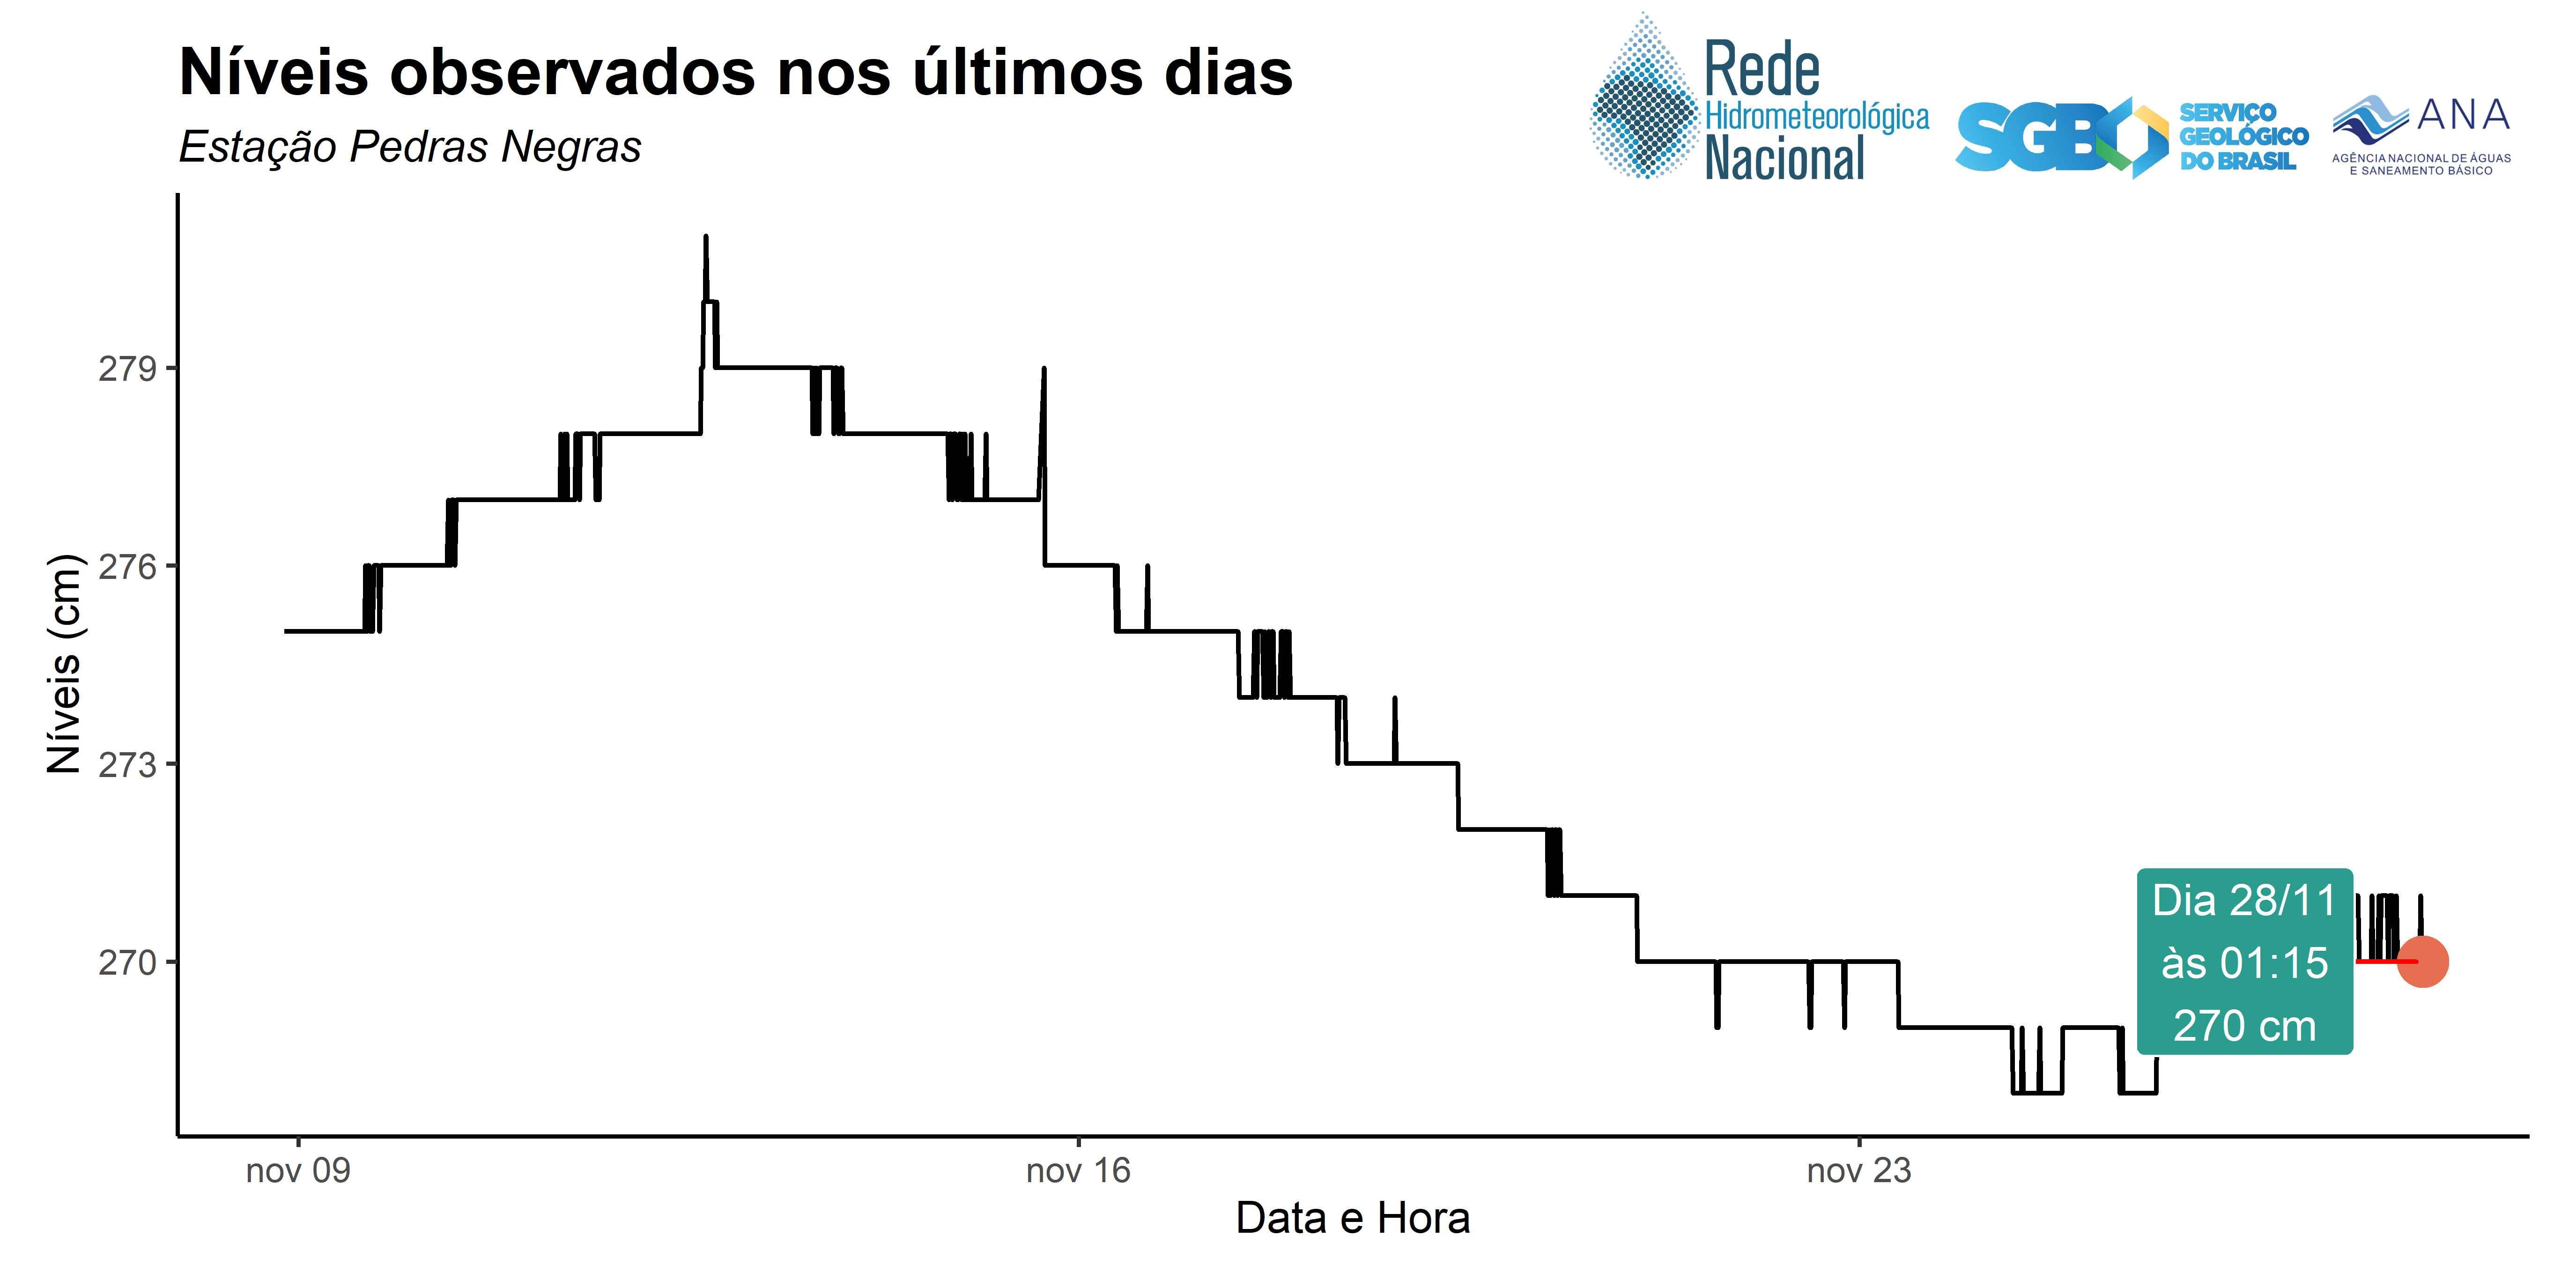 Níveis observados nos últimos dias
Estação Pedras Negras
Rede
Hidrometeorológica
Nacional
SGB
SERVIÇO
GEOLÓGICO
DO BRASIL
ANA
AGÊNCIA NACIONAL DE ÁGUAS
E SANEAMENTO BÁSICO
Níveis (cm)
279
276
273
270
Dia 28/11
às 01:15
270 cm
nov 09
nov 16
nov 23
Data e Hora